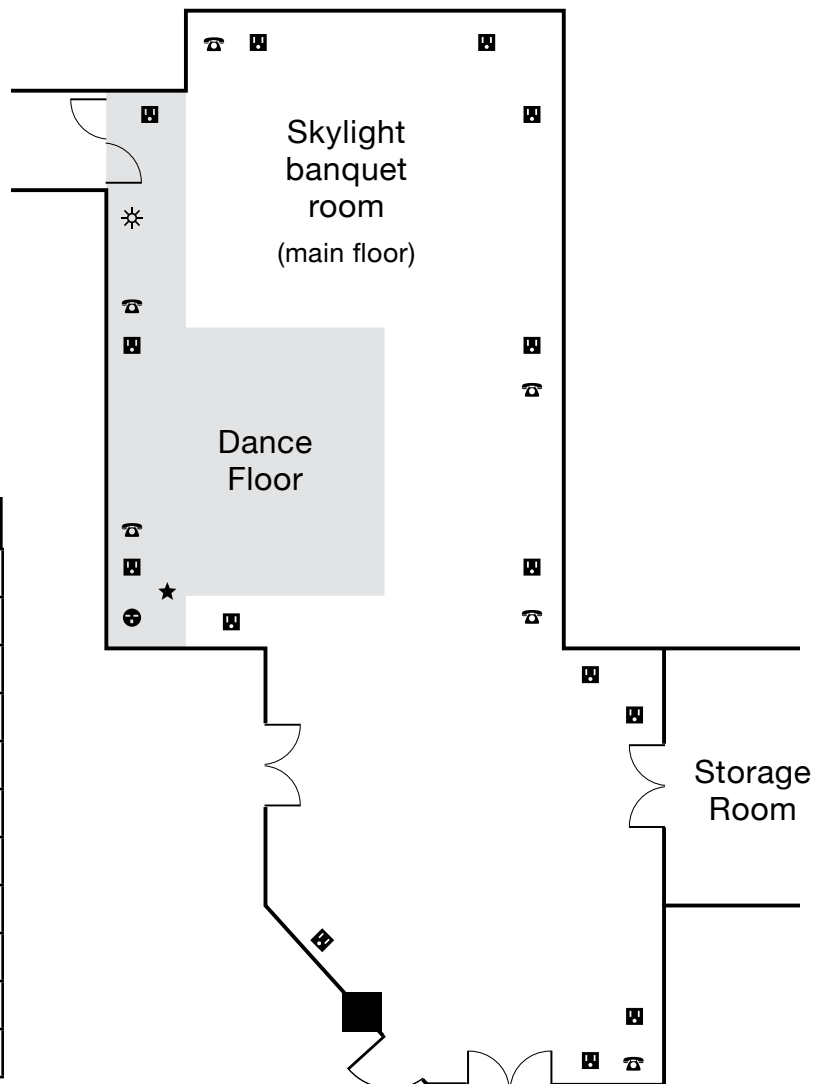 Skylight
banquet
room
(main floor)
Dance
Floor
Storage
Room